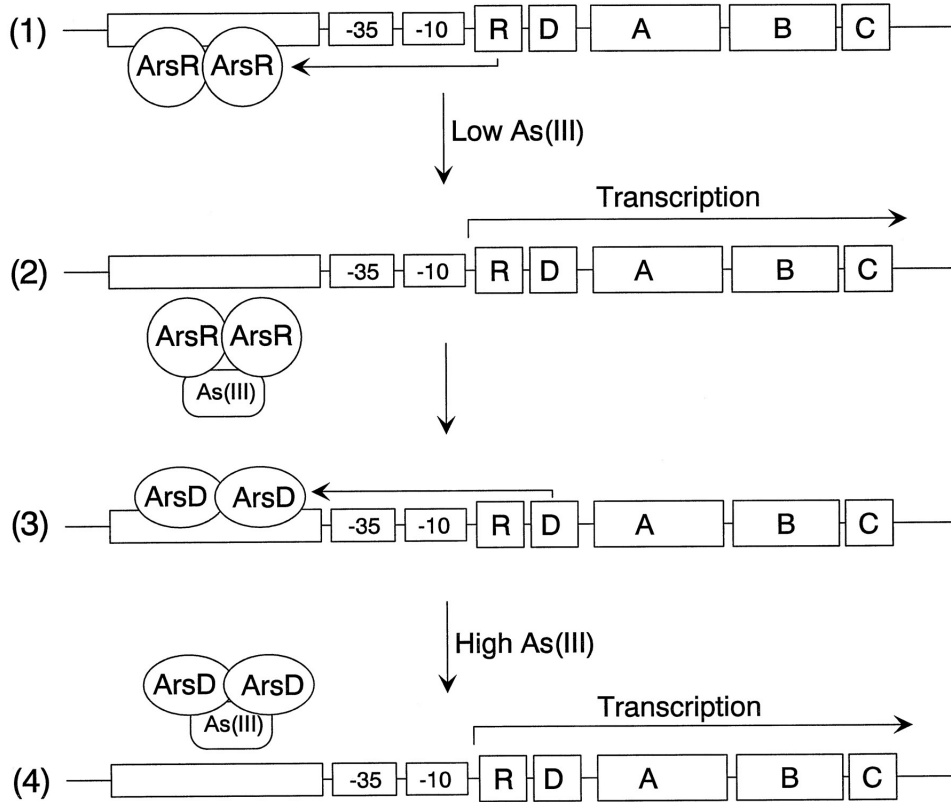 (1) -35 -10 R D A B C
ArsR ArsR
Low As(III)
Transcription
(2) -35 -10 R D A B C
ArsR ArsR
As(III)
ArsD ArsD
(3) -35 -10 R D A B C
High As(III)
ArsD ArsD
As(III)
Transcription
(4) -35 -10 R D A B C